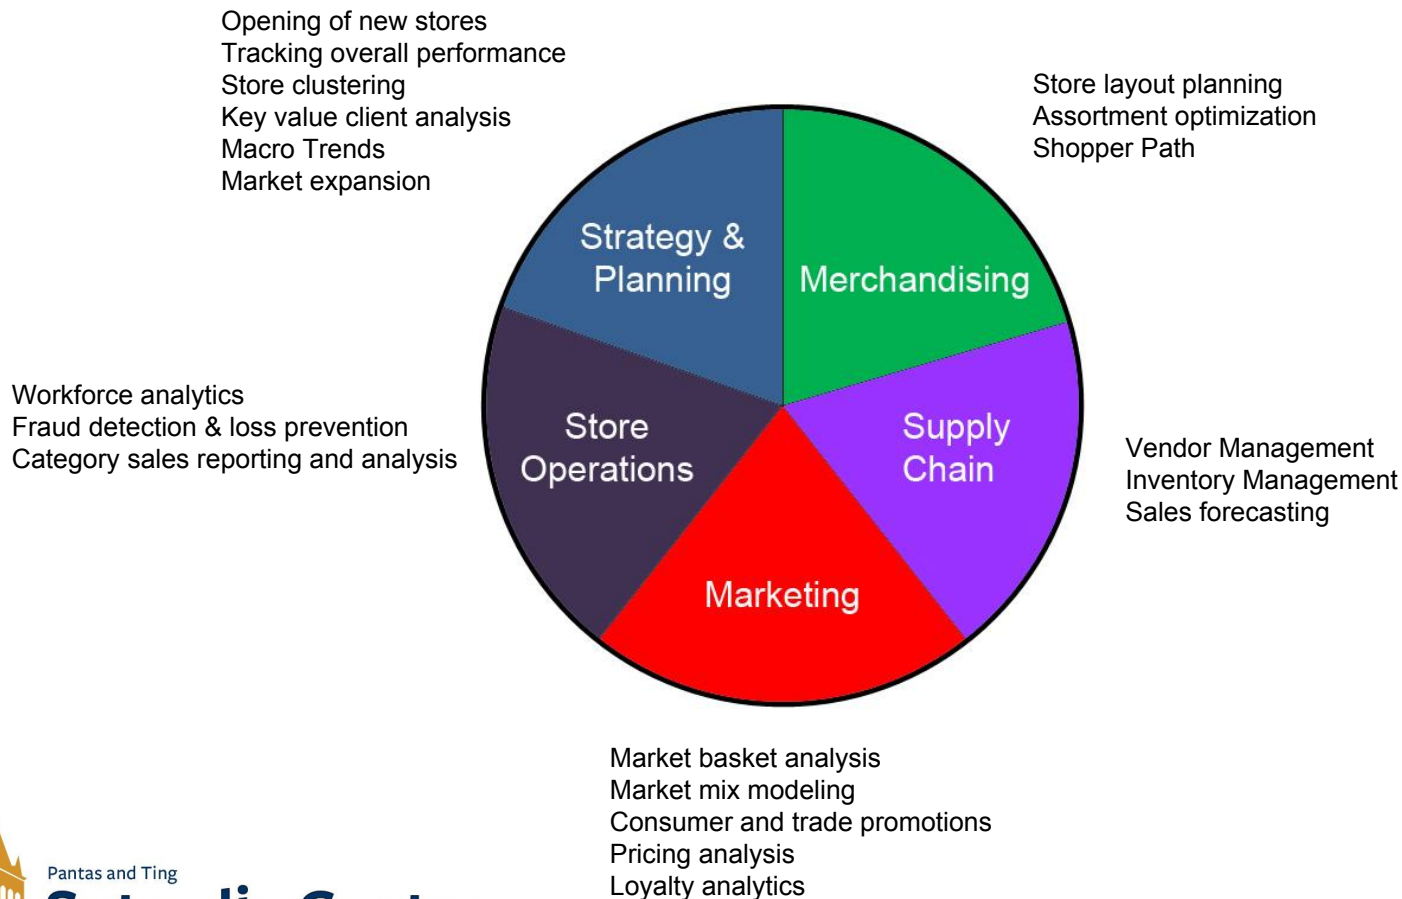 Opening of new stores
Tracking overall performance
Store clustering
Key value client analysis
Macro Trends
Market expansion
Store layout planning
Assortment optimization
Shopper Path
Strategy &
Planning
Merchandising
Workforce analytics
Fraud detection & loss prevention
Category sales reporting and analysis
Store
Operations
Supply
Chain
Vendor Management
Inventory Management
Sales forecasting
Marketing
Market basket analysis
Market mix modeling
Consumer and trade promotions
Pricing analysis
Loyalty analytics
Pantas and Ting